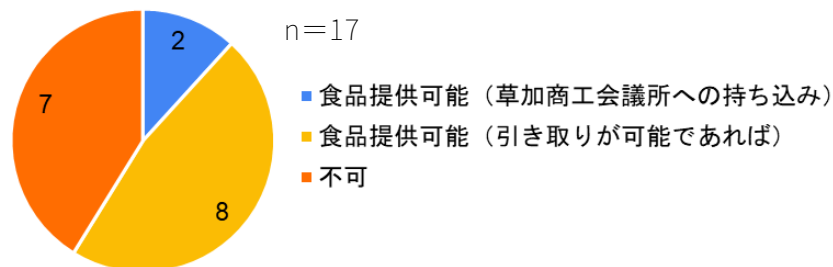 n＝17
2
7
8
食品提供可能（草加商工会議所への持ち込み）
食品提供可能（引き取りが可能であれば）
不可